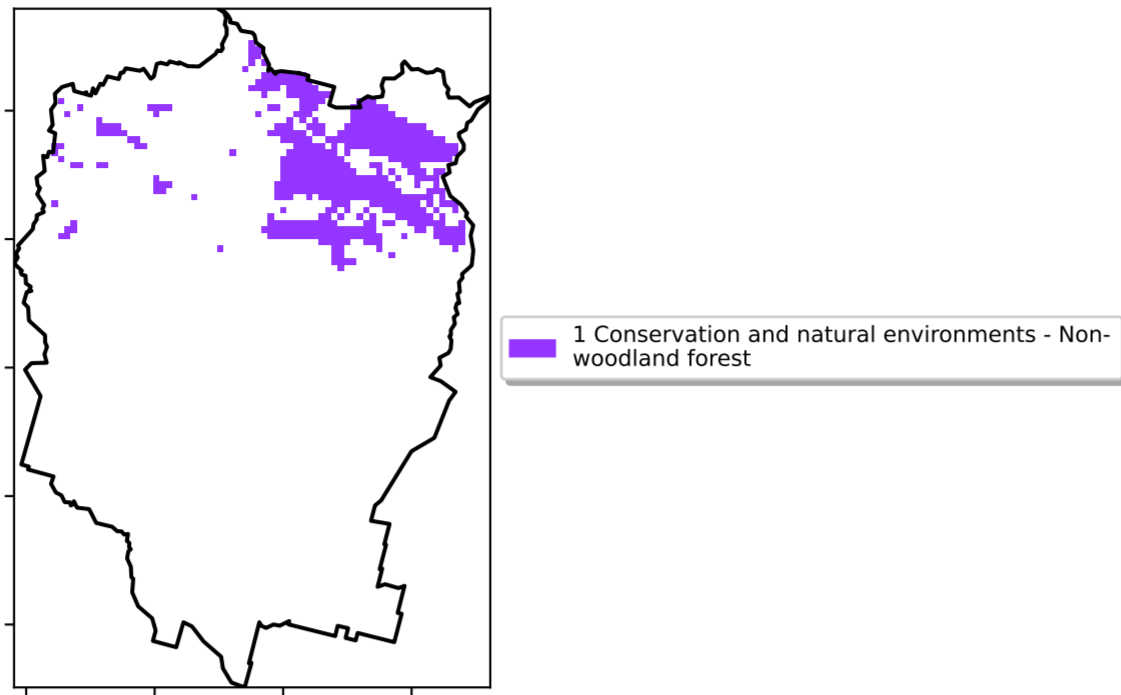 1 Conservation and natural environments - Non-
woodland forest